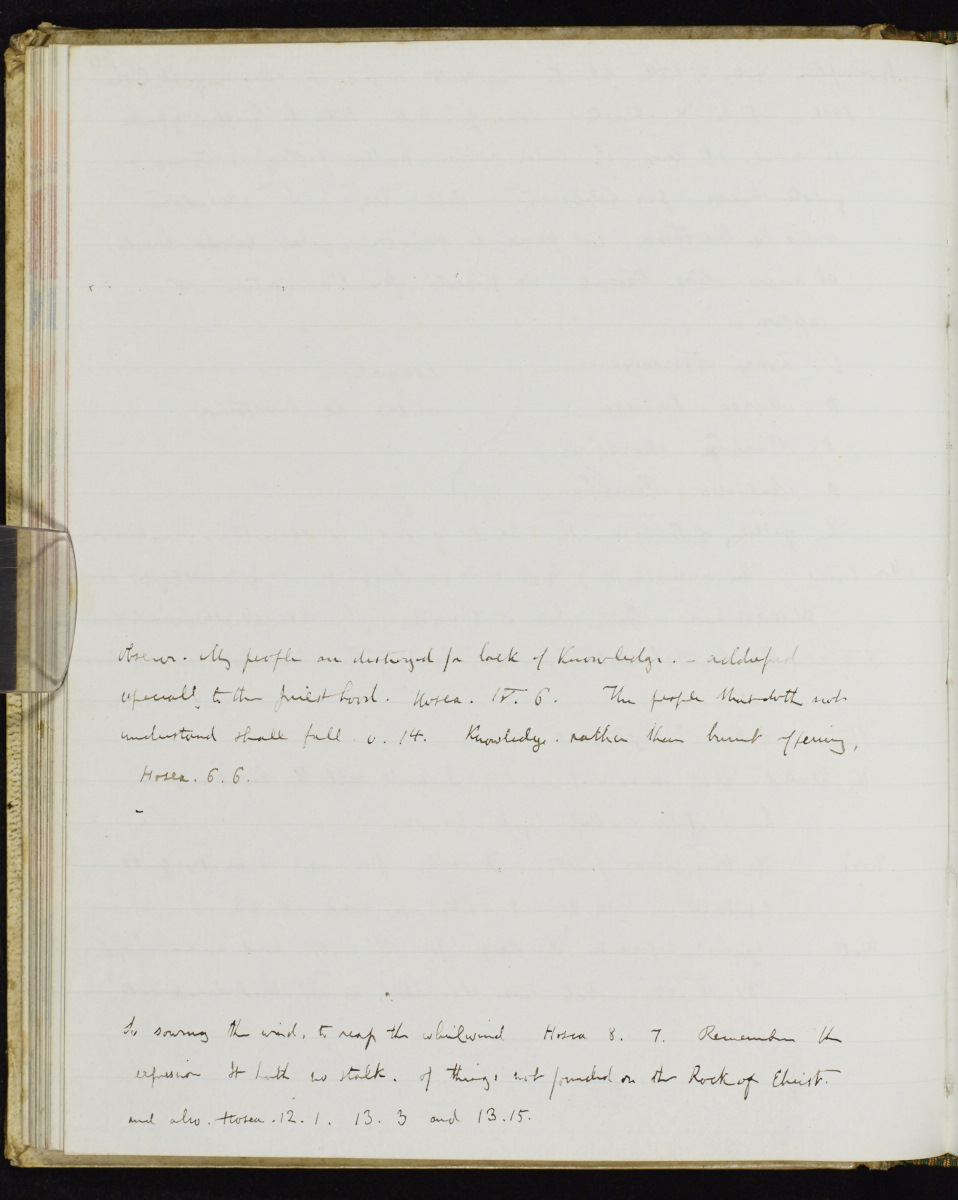 Observe. My people are destroyed for lack of Knowledge. - addressed
especially to the priesthood. Hosea. IV. 6. The people that doth not
understand shall fall. v. 14. Knowledge. rather than burnt offering,
Hosea. 6. 6.
-
So sowing the wind, to reap the whirlwind Hosea 8. 7. Remember the
expression It hath no stalk. of things not founded on the Rock of Christ.
and also. Hosea. 12. 1. 13. 3 and 13. 15.